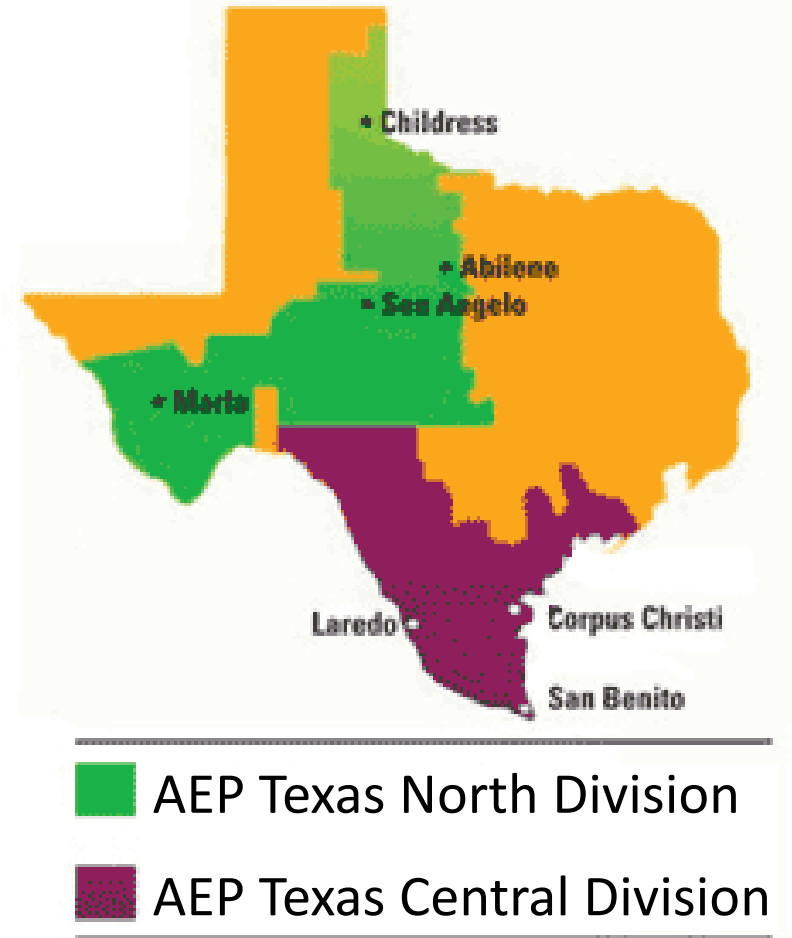 Childress
Abilene
San Angelo
Marfa
Laredo
Corpus Christi
San Benito
AEP Texas North Division
AEP Texas Central Division